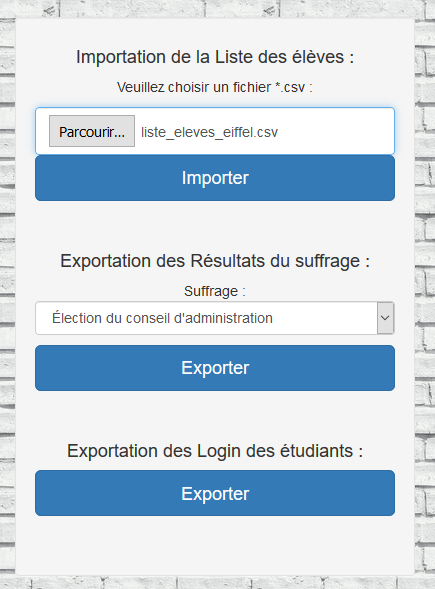 Importation de la Liste des élèves :
Veuillez choisir un fichier *.csv :
Parcourir... liste_eleves_eiffel.csv
Importer
Exportation des Résultats du suffrage :
Suffrage :
Élection du conseil d'administration
Exporter
Exportation des Login des étudiants :
Exporter